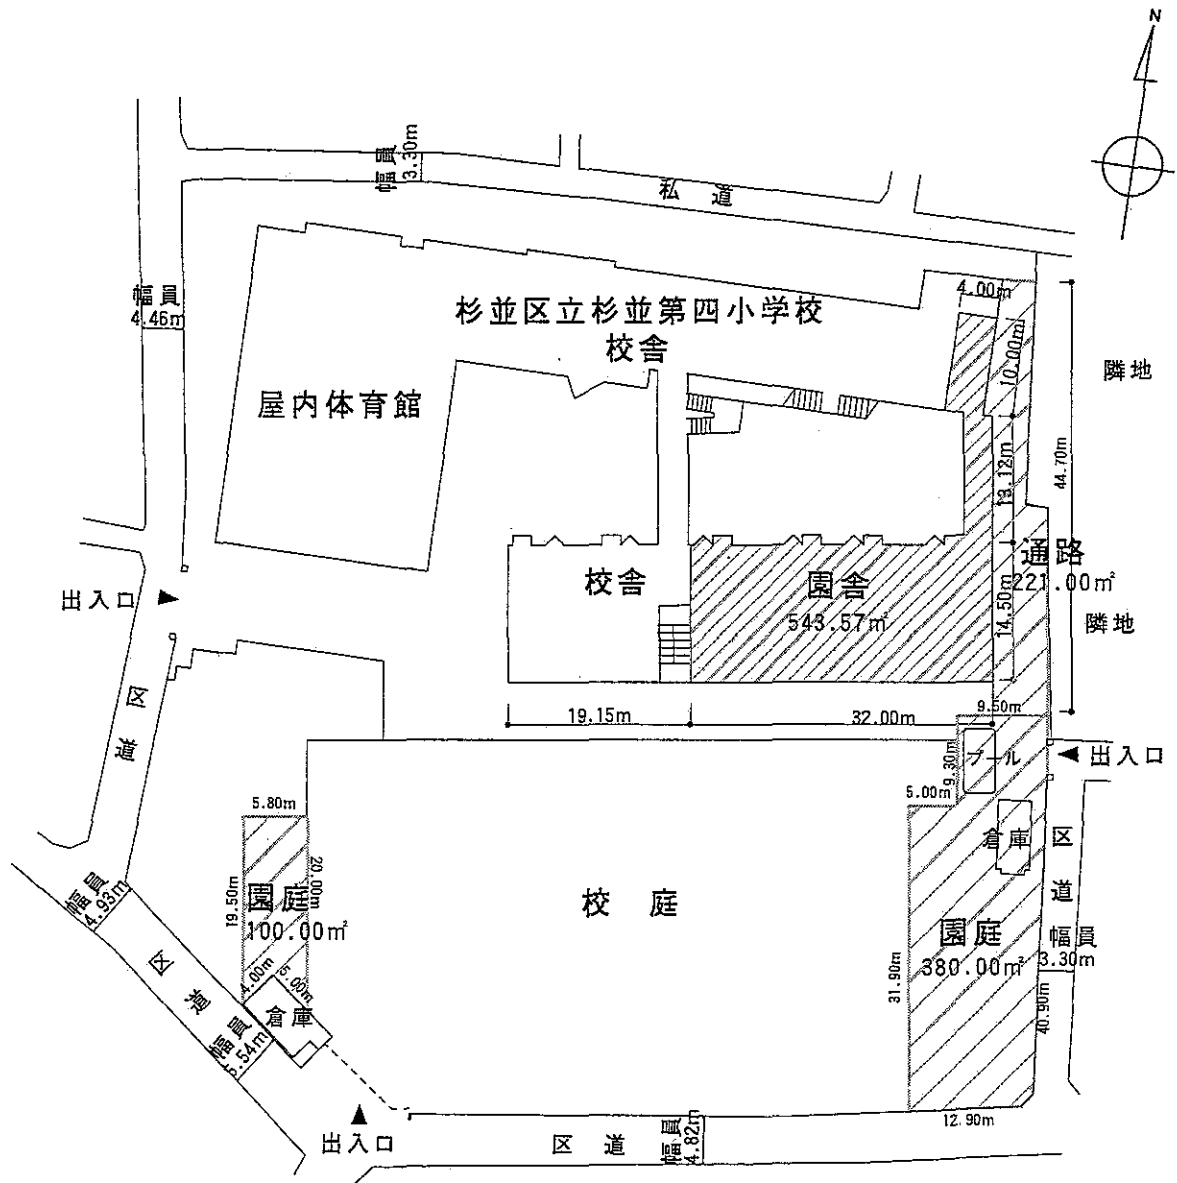 N
幅員
3.30m
私道
幅員
4.46m
4.00m
杉並区立杉並第四小学校
校舎
10.00m
隣地
屋内体育館
13.12m
44.70m
通路
221.00㎡
校舎
園舎
543.57㎡
14.50m
出入口
隣地
区道
19.15m
32.00m
9.50m
プール
9.30m
出入口
5.80m
5.00m
倉庫
区道
幅員
4.93m
19.50m
20.00m
園庭
100.00㎡
校庭
園庭
380.00㎡
幅員
3.30m
31.90m
40.90m
区道
4.00m
5.00m
倉庫
幅員
5.54m
12.90m
出入口
区道
幅員
4.82m